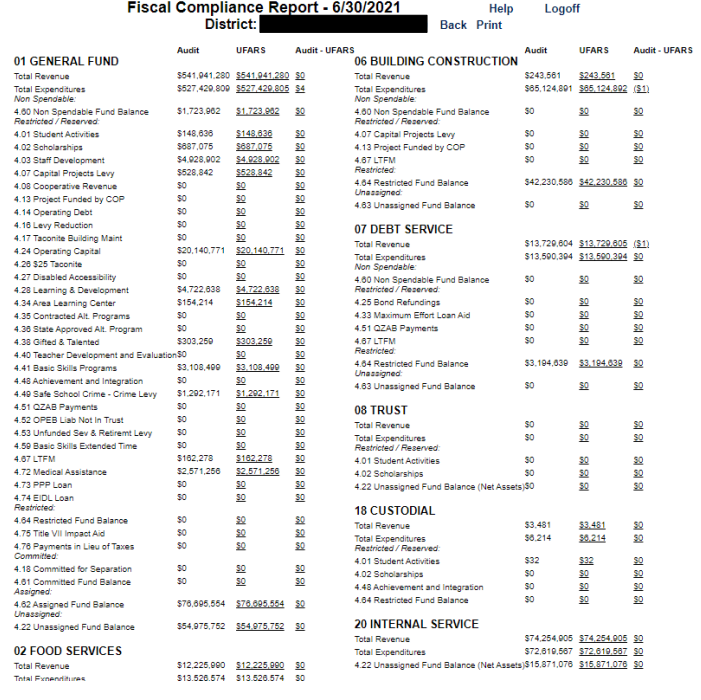 Fiscal Compliance Report - 6/30/2021 Help Logoff
District: Back Print
Audit UFARS Audit - UFARS
01 GENERAL FUND
Total Revenue $541,941,280 $541,941,280 $0
Total Expenditures $527,429,809 $527,429,805 $4
Non Spendable:
4.60 Non Spendable Fund Balance $1,723,962 $1,723,962 $0
Restricted / Reserved:
4.01 Student Activities $148,636 $148,636 $0
4.02 Scholarships $687,075 $687,075 $0
4.03 Staff Development $4,928,902 $4,928,902 $0
4.07 Capital Projects Levy $528,842 $528,842 $0
4.08 Cooperative Revenue $0 $0 $0
4.13 Project Funded by COP $0 $0 $0
4.14 Operating Debt $0 $0 $0
4.16 Levy Reduction $0 $0 $0
4.17 Taconite Building Maint $0 $0 $0
4.24 Operating Capital $20,140,771 $20,140,771 $0
4.26 $25 Taconite $0 $0 $0
4.27 Disabled Accessibility $0 $0 $0
4.28 Learning & Development $4,722,638 $4,722,638 $0
4.34 Area Learning Center $154,214 $154,214 $0
4.35 Contracted Alt. Programs $0 $0 $0
4.36 State Approved Alt. Program $0 $0 $0
4.38 Gifted & Talented $303,259 $303,259 $0
4.40 Teacher Development and Evaluation $0 $0 $0
4.41 Basic Skills Programs $3,108,499 $3,108,499 $0
4.48 Achievement and Integration $0 $0 $0
4.49 Safe School Crime - Crime Levy $1,292,171 $1,292,171 $0
4.51 QZAB Payments $0 $0 $0
4.52 OPEB Liab Not In Trust $0 $0 $0
4.53 Unfunded Sev & Retiremt Levy $0 $0 $0
4.59 Basic Skills Extended Time $0 $0 $0
4.67 LTFM $162,278 $162,278 $0
4.72 Medical Assistance $2,571,256 $2,571,256 $0
4.73 PPP Loan $0 $0 $0
4.74 EIDL Loan $0 $0 $0
Restricted:
4.64 Restricted Fund Balance $0 $0 $0
4.75 Title VII Impact Aid $0 $0 $0
4.76 Payments in Lieu of Taxes $0 $0 $0
Committed:
4.18 Committed for Separation $0 $0 $0
4.61 Committed Fund Balance $0 $0 $0
Assigned:
4.62 Assigned Fund Balance $76,695,554 $76,695,554 $0
Unassigned:
4.22 Unassigned Fund Balance $54,975,752 $54,975,752 $0
02 FOOD SERVICES
Total Revenue $12,225,990 $12,225,990 $0
Total Expenditures $13,526,574 $13,526,574 $0
Audit UFARS Audit - UFARS
06 BUILDING CONSTRUCTION
Total Revenue $243,561 $243,561 $0
Total Expenditures $65,124,891 $65,124,892 ($1)
Non Spendable:
4.60 Non Spendable Fund Balance $0 $0 $0
Restricted / Reserved:
4.07 Capital Projects Levy $0 $0 $0
4.13 Project Funded by COP $0 $0 $0
4.67 LTFM $0 $0 $0
Restricted:
4.64 Restricted Fund Balance $42,230,586 $42,230,586 $0
Unassigned:
4.63 Unassigned Fund Balance $0 $0 $0
07 DEBT SERVICE
Total Revenue $13,729,604 $13,729,605 ($1)
Total Expenditures $13,590,394 $13,590,394 $0
Non Spendable:
4.60 Non Spendable Fund Balance $0 $0 $0
Restricted / Reserved:
4.25 Bond Refundings $0 $0 $0
4.33 Maximum Effort Loan Aid $0 $0 $0
4.51 QZAB Payments $0 $0 $0
4.67 LTFM $0 $0 $0
Restricted:
4.64 Restricted Fund Balance $3,194,639 $3,194,639 $0
Unassigned:
4.63 Unassigned Fund Balance $0 $0 $0
08 TRUST
Total Revenue $0 $0 $0
Total Expenditures $0 $0 $0
Restricted / Reserved:
4.01 Student Activities $0 $0 $0
4.02 Scholarships $0 $0 $0
4.22 Unassigned Fund Balance (Net Assets) $0 $0 $0
18 CUSTODIAL
Total Revenue $3,481 $3,481 $0
Total Expenditures $6,214 $6,214 $0
Restricted / Reserved:
4.01 Student Activities $32 $32 $0
4.02 Scholarships $0 $0 $0
4.48 Achievement and Integration $0 $0 $0
4.64 Restricted Fund Balance $0 $0 $0
20 INTERNAL SERVICE
Total Revenue $74,254,905 $74,254,905 $0
Total Expenditures $72,619,567 $72,619,567 $0
4.22 Unassigned Fund Balance (Net Assets) $15,871,076 $15,871,076 $0